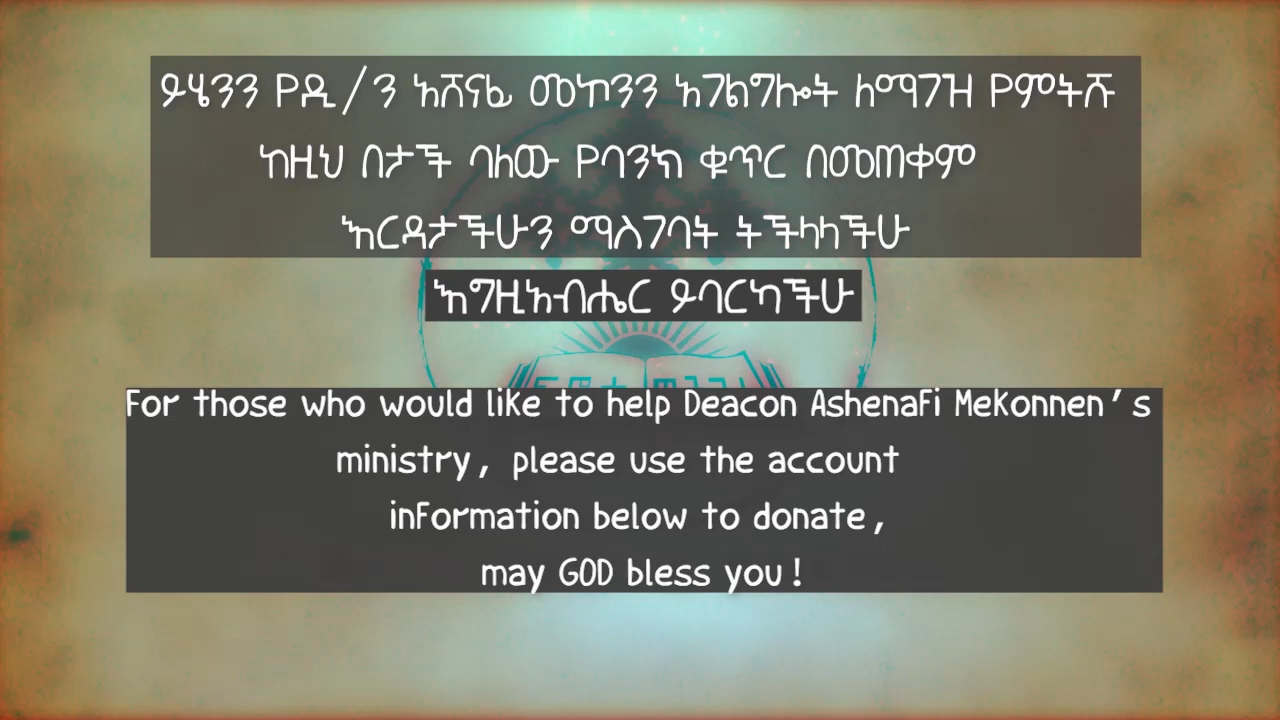 ይሄንን የዲ/ን አሸናፊ መኮንን አገልግሎት ለማገዝ የምትሹ
ከዚህ በታች ባለው የባንክ ቁጥር በመጠቀም
እርዳታችሁን ማስገባት ትችላላችሁ
እግዚአብሔር ይባርካችሁ
For those who would like to help Deacon Ashenafi Mekonnen's
ministry, please use the account
information below to donate,
may GOD bless you!